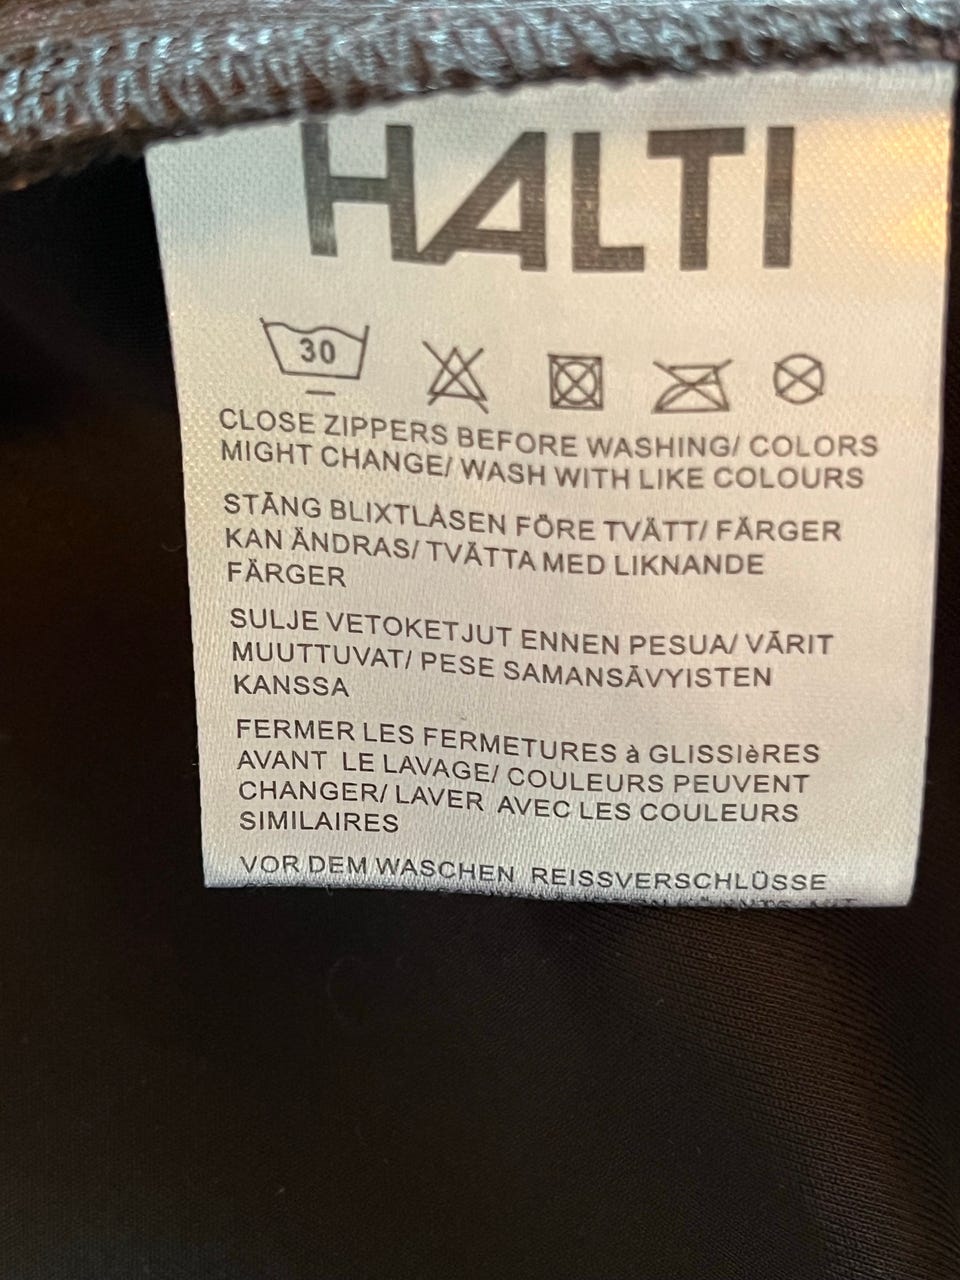 HALTI
30
CLOSE ZIPPERS BEFORE WASHING/ COLORS
MIGHT CHANGE/ WASH WITH LIKE COLOURS
STÄNG BLIXTLÅSEN FÖRE TVÄTT/ FÄRGER
KAN ÄNDRAS/ TVÄTTA MED LIKNANDE
FÄRGER
SULJE VETOKETJUT ENNEN PESUA/ VÄRIT
MUUTTUVAT/ PESE SAMANSÄVYISTEN
KANSSA
FERMER LES FERMETURES à GLISSIèRES
AVANT LE LAVAGE/ COULEURS PEUVENT
CHANGER/ LAVER AVEC LES COULEURS
SIMILAIRES
VOR DEM WASCHEN REISSVERSCHLÜSSE